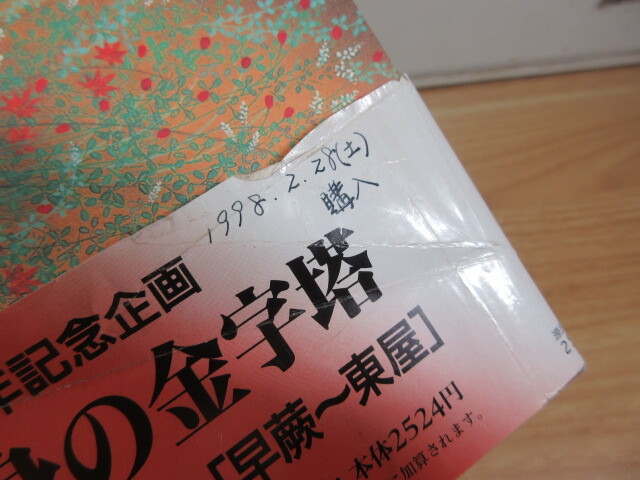 1998.2.28(土)
購入
記念企画
の金字塔
[早蕨〜東屋]
本体2524円
加算されます。
2